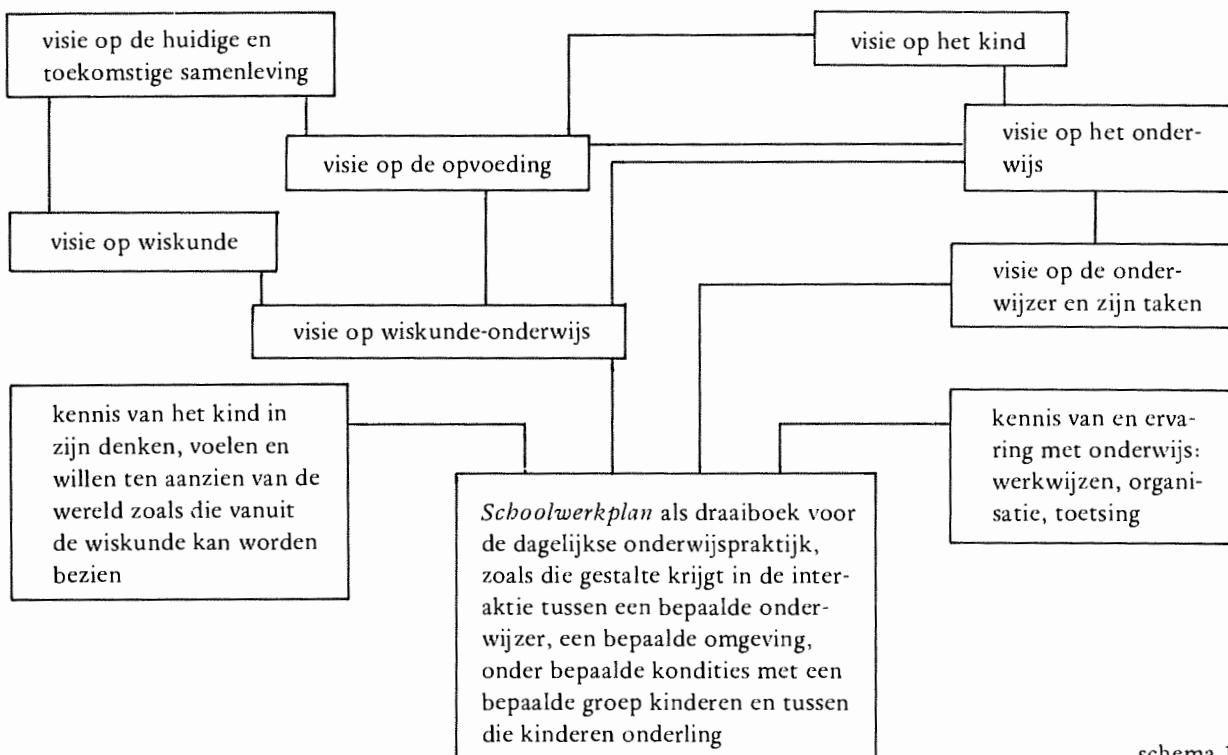 visie op de huidige en
toekomstige samenleving
visie op het kind
visie op de opvoeding
visie op het onder-
wijs
visie op wiskunde
visie op de onder-
wijzer en zijn taken
visie op wiskunde-onderwijs
kennis van het kind in
zijn denken, voelen en
willen ten aanzien van de
wereld zoals die vanuit
de wiskunde kan worden
bezien
kennis van en erva-
ring met onderwijs:
werkwijzen, organi-
satie, toetsing
Schoolwerkplan als draaiboek voor
de dagelijkse onderwijspraktijk,
zoals die gestalte krijgt in de inter-
aktie tussen een bepaalde onder-
wijzer, een bepaalde omgeving,
onder bepaalde kondities met een
bepaalde groep kinderen en tussen
die kinderen onderling
schema